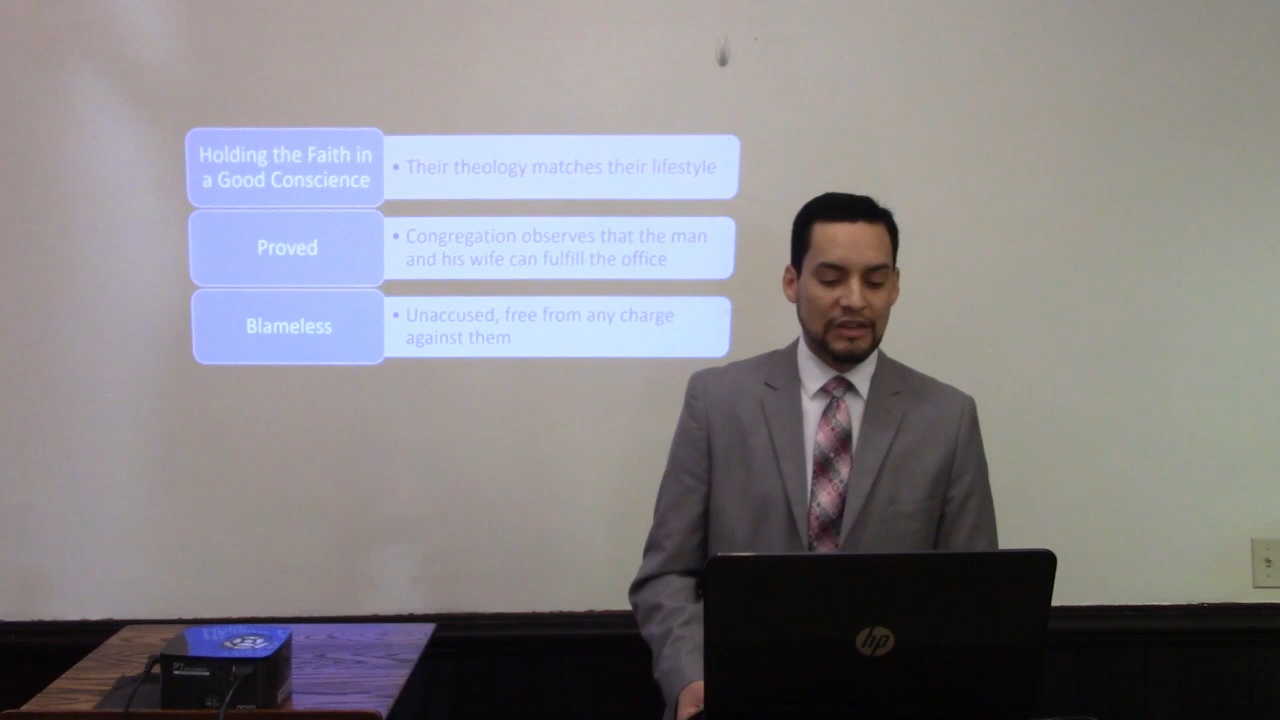 Holding the Faith in
a Good Conscience
• Their theology matches their lifestyle
Proved
• Congregation observes that the man
and his wife can fulfill the office
Blameless
• Unaccused, free from any charge
against them
hp
P7